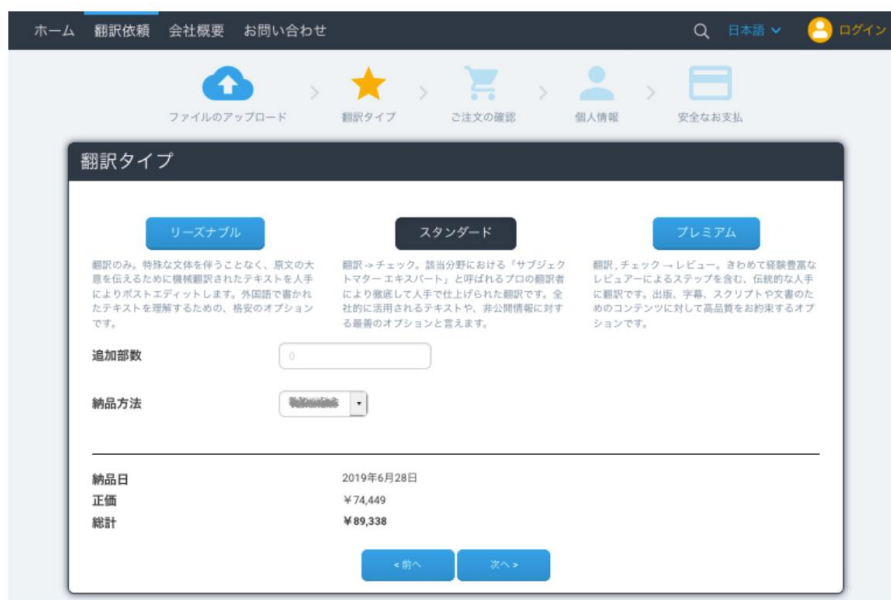 ホーム 翻訳依頼 会社概要 お問い合わせ 日本語 ログイン
ファイルのアップロード 翻訳タイプ ご注文の確認 個人情報 安全なお支払
翻訳タイプ
リーズナブル
翻訳のみ。特殊な文体を伴うことなく、原文の大
意を伝えるために機械翻訳されたテキストを人手
によりポストエディットします。外国語で書かれ
たテキストを理解するための、格安のオプション
です。
スタンダード
翻訳->チェック。該当分野における「サブジェク
トマター エキスパート」と呼ばれるプロの翻訳者
により徹底して人手で仕上げられた翻訳です。全
社的に活用されるテキストや、非公開情報に対す
る最善のオプションと言えます。
プレミアム
翻訳,チェック→レビュー。きわめて経験豊富な
レビュアーによるステップを含む、伝統的な人手
に翻訳です。出版、字幕、スクリプトや文書のた
めのコンテンツに対して高品質をお約束するオプ
ションです。
追加部数 0
納品方法
納品日 2019年6月28日
正価 ￥74,449
総計 ￥89,338
<前へ 次へ>